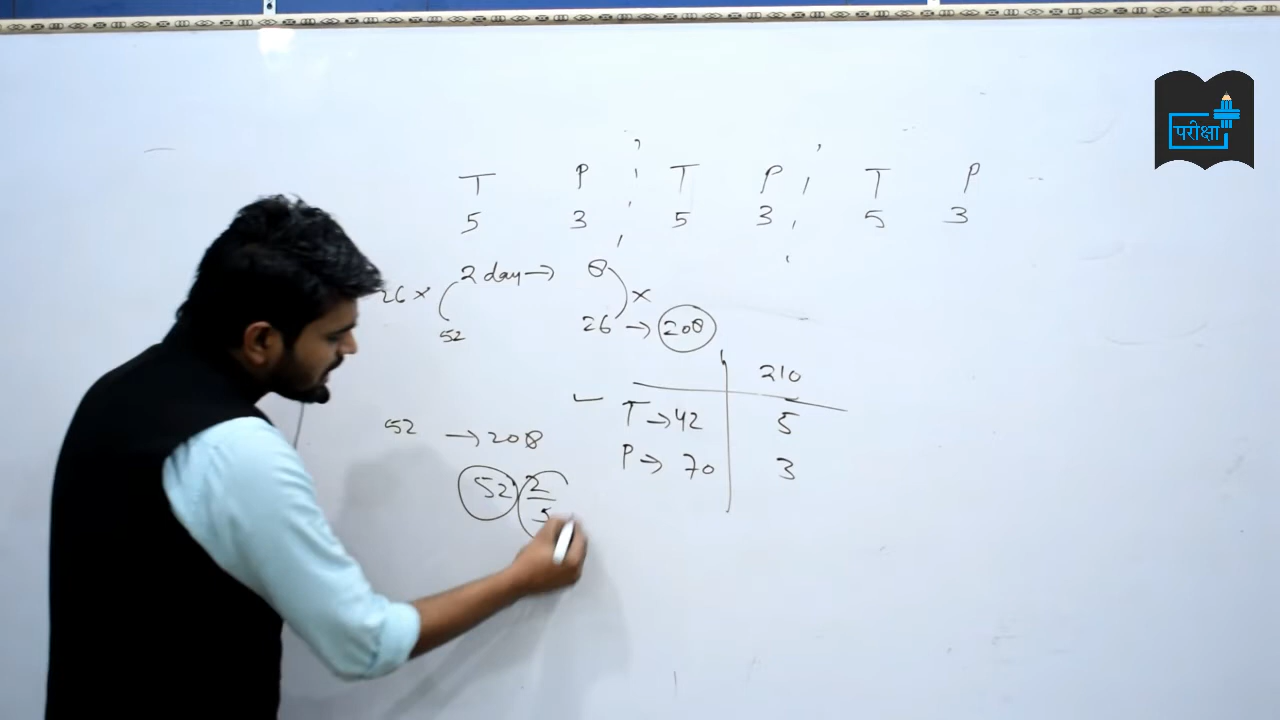 परीक्षा
T P T P T P
5 3 5 3 5 3
26 × 2 day → 8 ×
52 26 → 208
210
T → 42 5
52 → 208
P → 70 3
52 2/5